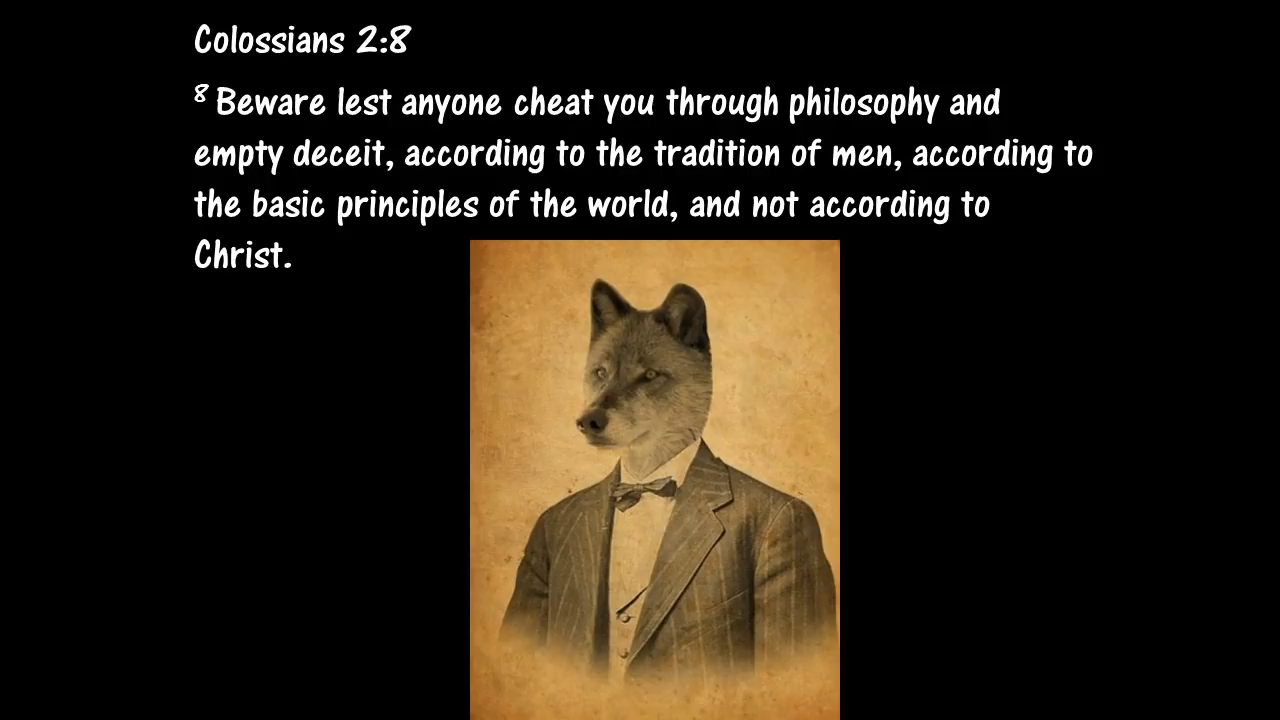 Colossians 2:8
8 Beware lest anyone cheat you through philosophy and
empty deceit, according to the tradition of men, according to
the basic principles of the world, and not according to
Christ.